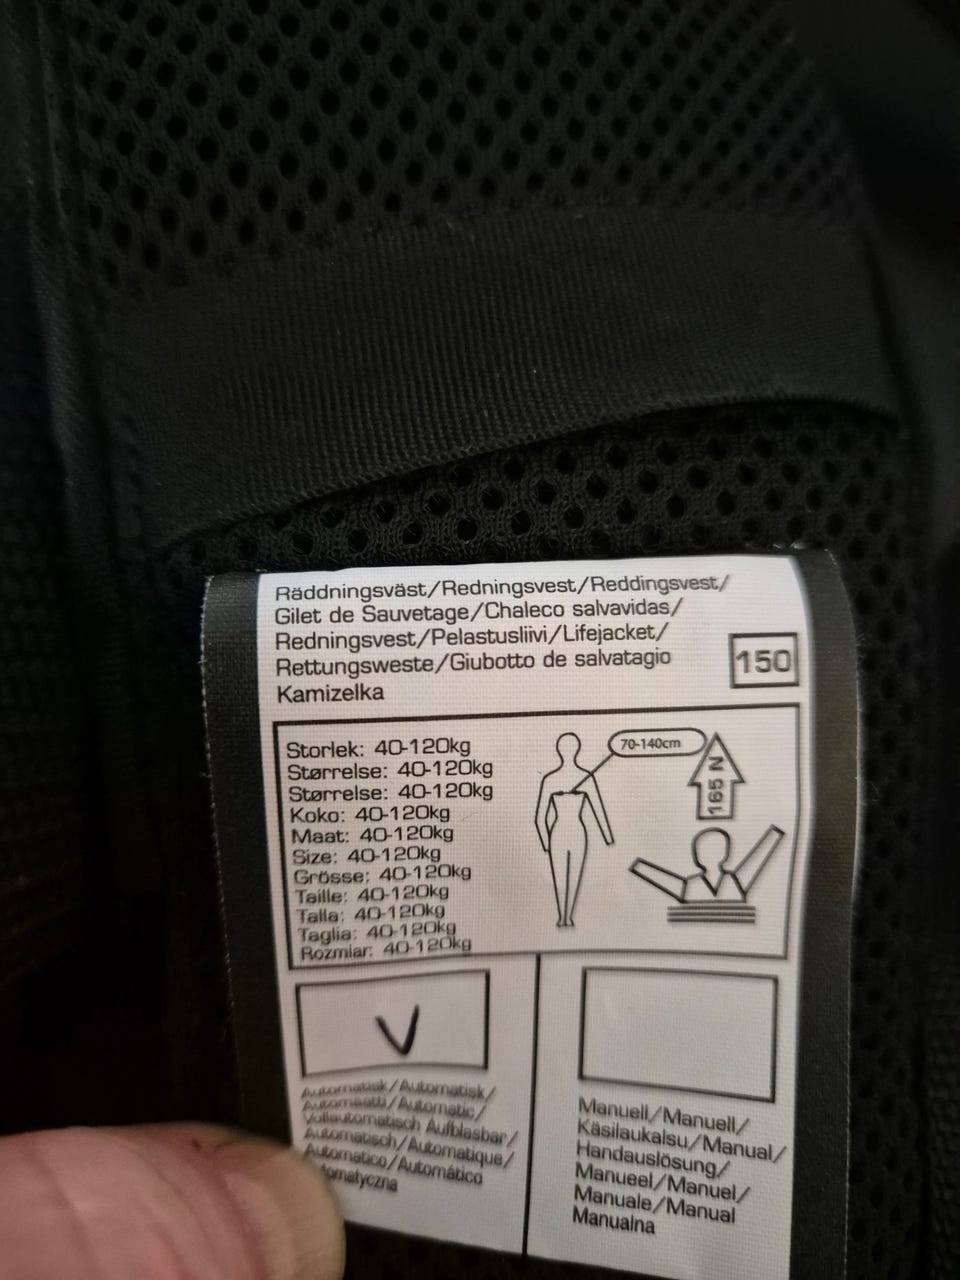 Räddningsväst/Redningsvest/Reddingsvest/
Gilet de Sauvetage/Chaleco salvavidas/
Redningsvest/Pelastusliivi/Lifejacket/
Rettungsweste/Giubotto de salvatagio
Kamizelka
150
Storlek: 40-120kg
Størrelse: 40-120kg
Størrelse: 40-120kg
Koko: 40-120kg
Maat: 40-120kg
Size: 40-120kg
Grösse: 40-120kg
Taille: 40-120kg
Talla: 40-120kg
Taglia: 40-120kg
Rozmiar: 40-120kg
70-140cm
165 N
V
Automatisk/Automatisk/
Automaatti/Automatic/
Vollautomatisch Aufblasbar/
Automatisch/Automatique/
Automatico/Automático
omatyczna
Manuell/Manuell/
Käsilaukalsu/Manual/
Handauslösung/
Manueel/Manuel/
Manuale/Manual
Manualna